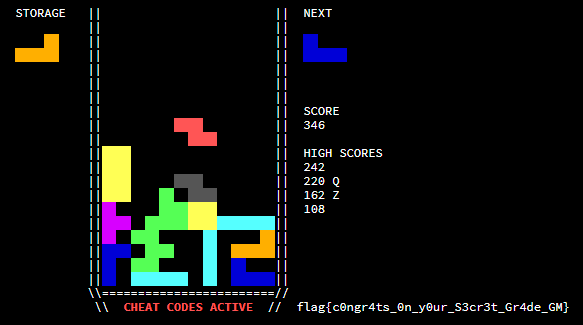 STORAGE
NEXT
SCORE
346
HIGH SCORES
242
220 Q
162 Z
108
\\========================//
\\ CHEAT CODES ACTIVE //
flag{c0ngr4ts_0n_y0ur_S3cr3t_Gr4de_GM}